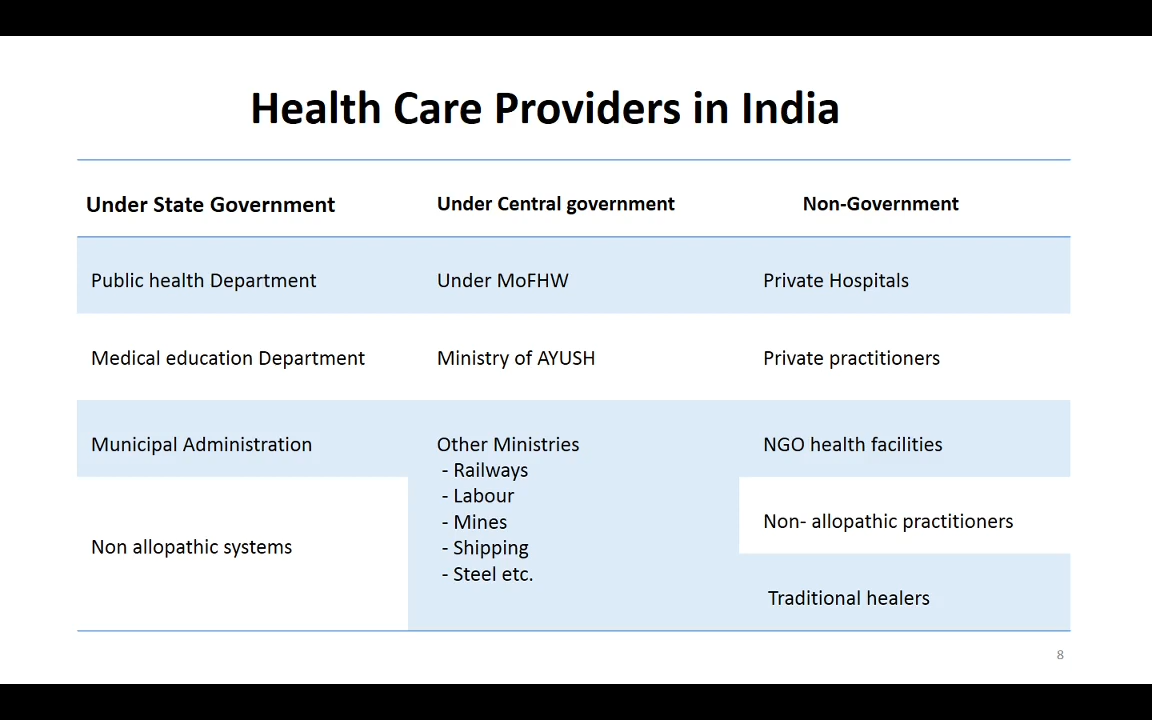 Health Care Providers in India
Under State Government
Under Central government
Non-Government
Public health Department
Under MoFHW
Private Hospitals
Medical education Department
Ministry of AYUSH
Private practitioners
Municipal Administration
Other Ministries
- Railways
- Labour
- Mines
- Shipping
- Steel etc.
NGO health facilities
Non allopathic systems
Non- allopathic practitioners
Traditional healers
8